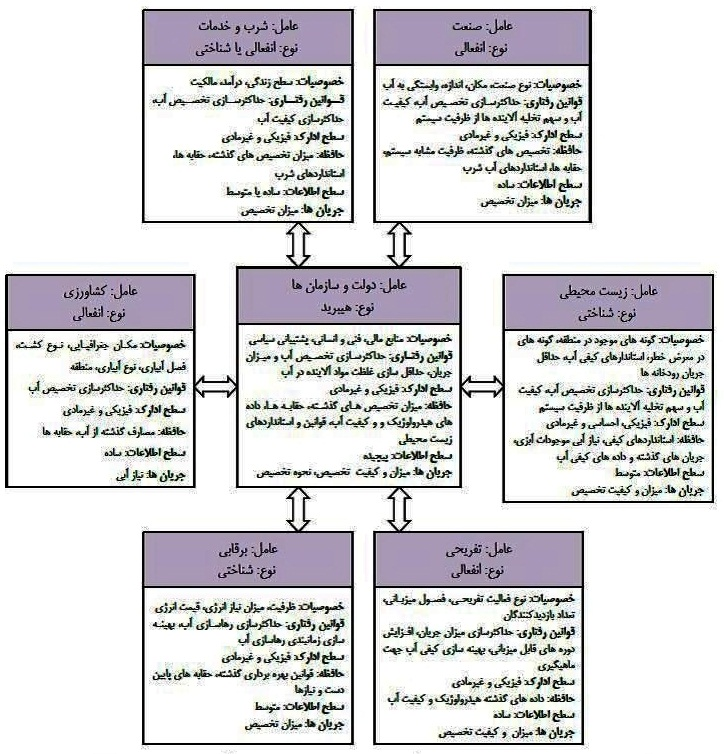 عامل: صنعت
نوع: انفعالی
خصوصیات: نوع صنعت، مکان، اندازه، وابستگی به آب
قوانین رفتاری: حداکثرسازی تخصیص آب، کیفیت
آب و سهم تخلیه آلاینده ها از ظرفیت سیستم
سطح ادارک: فیزیکی و غیرمادی
حافظه: تخصیص های گذشته، ظرفیت مشابه سیستم،
حقابه ها، استانداردهای آب شرب
سطح اطلاعات: ساده
جریان ها: میزان تخصیص
عامل: شرب و خدمات
نوع: انفعالی یا شناختی
خصوصیات: سطح زندگی، درآمد، مالکیت
قوانین رفتاری: حداکثرسازی تخصیص آب،
حداکثرسازی کیفیت آب
سطح ادارک: فیزیکی و غیرمادی
حافظه: میزان تخصیص های گذشته، حقابه ها،
استانداردهای شرب
سطح اطلاعات: ساده یا متوسط
جریان ها: میزان تخصیص
عامل: زیست محیطی
نوع: شناختی
خصوصیات: گونه های موجود در منطقه، گونه های
در معرض خطر، استاندارهای کیفی آب، حداقل
جریان رودخانه ها
قوانین رفتاری: حداکثرسازی تخصیص آب، کیفیت
آب و سهم تخلیه آلاینده ها از ظرفیت سیستم
سطح ادارک: فیزیکی، احساسی و غیرمادی
حافظه: استانداردهای کیفی، نیاز آبی موجودات آبزی،
جریان های گذشته و داده های کیفی آب
سطح اطلاعات: متوسط
جریان ها: میزان و کیفیت تخصیص
عامل: دولت و سازمان ها
نوع: هیبرید
خصوصیات: منابع مالی، فنی و انسانی، پشتیبانی سیاسی
قوانین رفتاری: حداکثرسازی تخصیص آب و میزان
جریان، حداقل سازی غلظت مواد آلاینده در آب
سطح ادارک: فیزیکی و غیرمادی
حافظه: میزان تخصیص های گذشته، حقابه ها، داده
های هیدرولوژیک و کیفیت آب، قوانین و استانداردهای
زیست محیطی
سطح اطلاعات: پیچیده
جریان ها: میزان و کیفیت تخصیص، نحوه تخصیص
عامل: کشاورزی
نوع: انفعالی
خصوصیات: مکان جغرافیایی، نوع کشت،
فصل آبیاری، نوع آبیاری، منطقه
قوانین رفتاری: حداکثرسازی تخصیص آب
سطح ادارک: فیزیکی و غیرمادی
حافظه: مصارف گذشته از آب، حقابه ها
سطح اطلاعات: ساده
جریان ها: نیاز آبی
عامل: تفریحی
نوع: انفعالی
خصوصیات: نوع فعالیت تفریحی، فصول میزبانی،
تعداد بازدیدکنندگان
قوانین رفتاری: حداکثرسازی میزان جریان، افزایش
دوره های قابل میزبانی، بهینه سازی کیفی آب جهت
ماهیگیری
سطح ادارک: فیزیکی و غیرمادی
حافظه: داده های گذشته هیدرولوژیک و کیفیت آب
سطح اطلاعات: ساده
جریان ها: میزان و کیفیت تخصیص
عامل: برقابی
نوع: شناختی
خصوصیات: ظرفیت، میزان نیاز انرژی، قیمت انرژی
قوانین رفتاری: حداکثرسازی رهاسازی آب، بهینه
سازی زمانبندی رهاسازی آب
سطح ادارک: فیزیکی و غیرمادی
حافظه: قوانین بهره برداری گذشته، حقابه های پایین
دست و نیازها
سطح اطلاعات: متوسط
جریان ها: میزان تخصیص